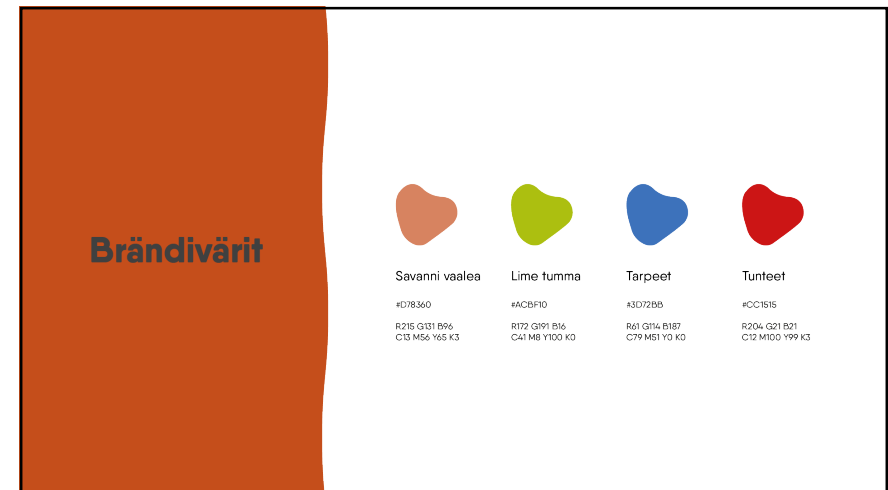 Brändivärit
Savanni vaalea
#D78360
R215 G131 B96
C13 M56 Y65 K3
Lime tumma
#ACBF10
R172 G191 B16
C41 M8 Y100 K0
Tarpeet
#3D72BB
R61 G114 B187
C79 M51 Y0 K0
Tunteet
#CC1515
R204 G21 B21
C12 M100 Y99 K3